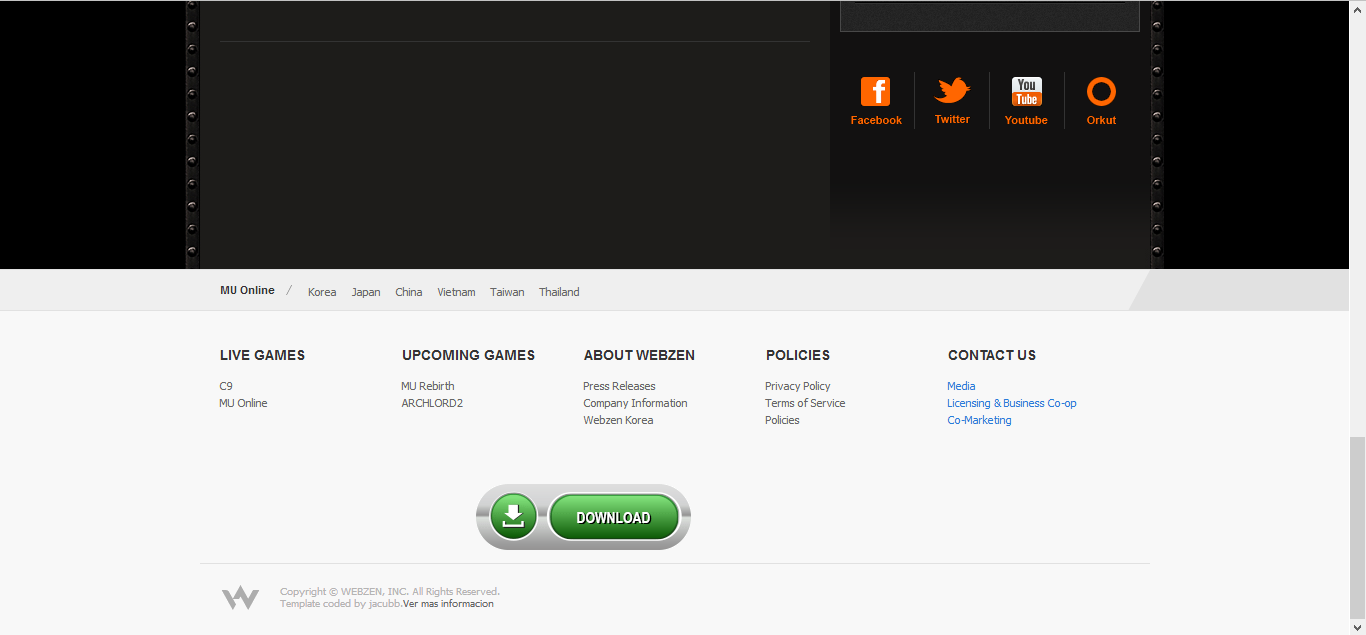 You
Tube
Facebook
Twitter
Youtube
Orkut
MU Online / Korea Japan China Vietnam Taiwan Thailand
LIVE GAMES
C9
MU Online
UPCOMING GAMES
MU Rebirth
ARCHLORD2
ABOUT WEBZEN
Press Releases
Company Information
Webzen Korea
POLICIES
Privacy Policy
Terms of Service
Policies
CONTACT US
Media
Licensing & Business Co-op
Co-Marketing
DOWNLOAD
Copyright © WEBZEN, INC. All Rights Reserved.
Template coded by jacubb.Ver mas informacion